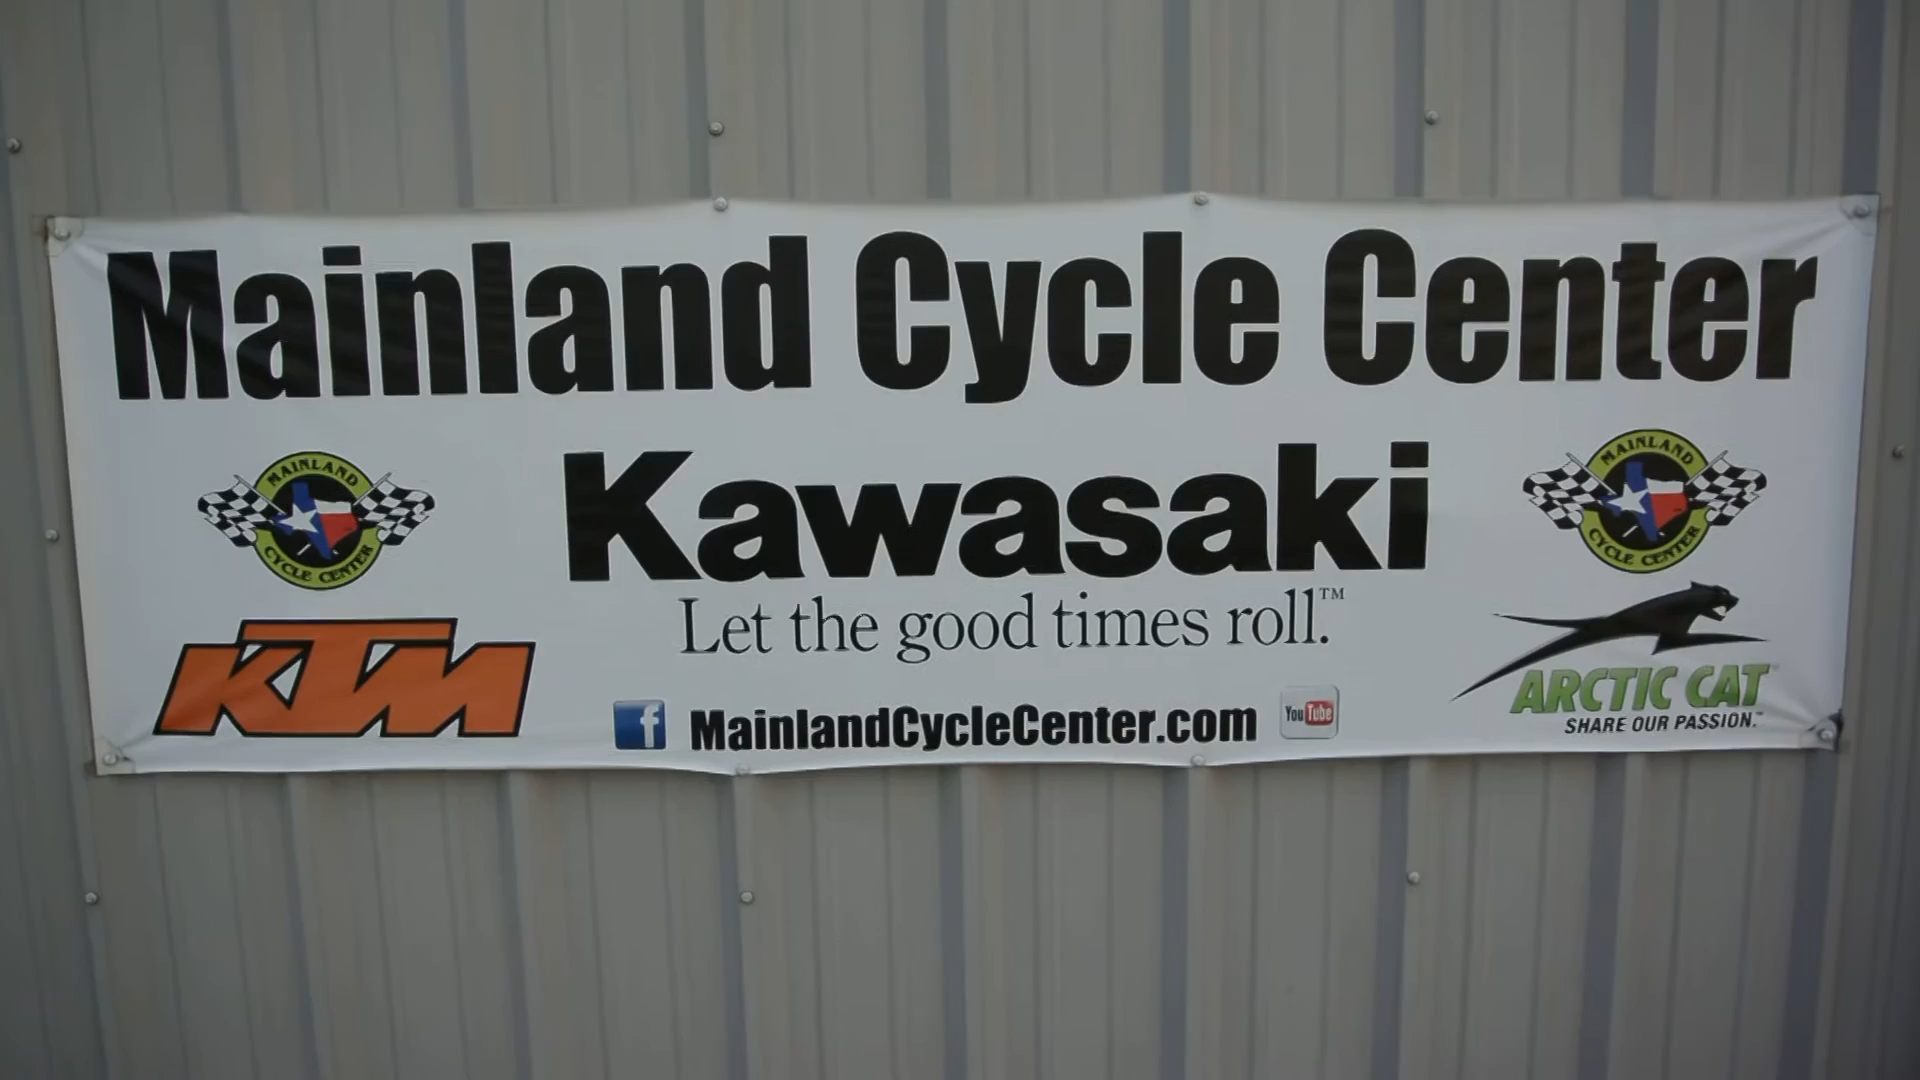 Mainland Cycle Center
MAINLAND
CYCLE CENTER
Kawasaki
Let the good times roll.™
MAINLAND
CYCLE CENTER
KTM
f MainlandCycleCenter.com YouTube
ARCTIC CAT
SHARE OUR PASSION.™